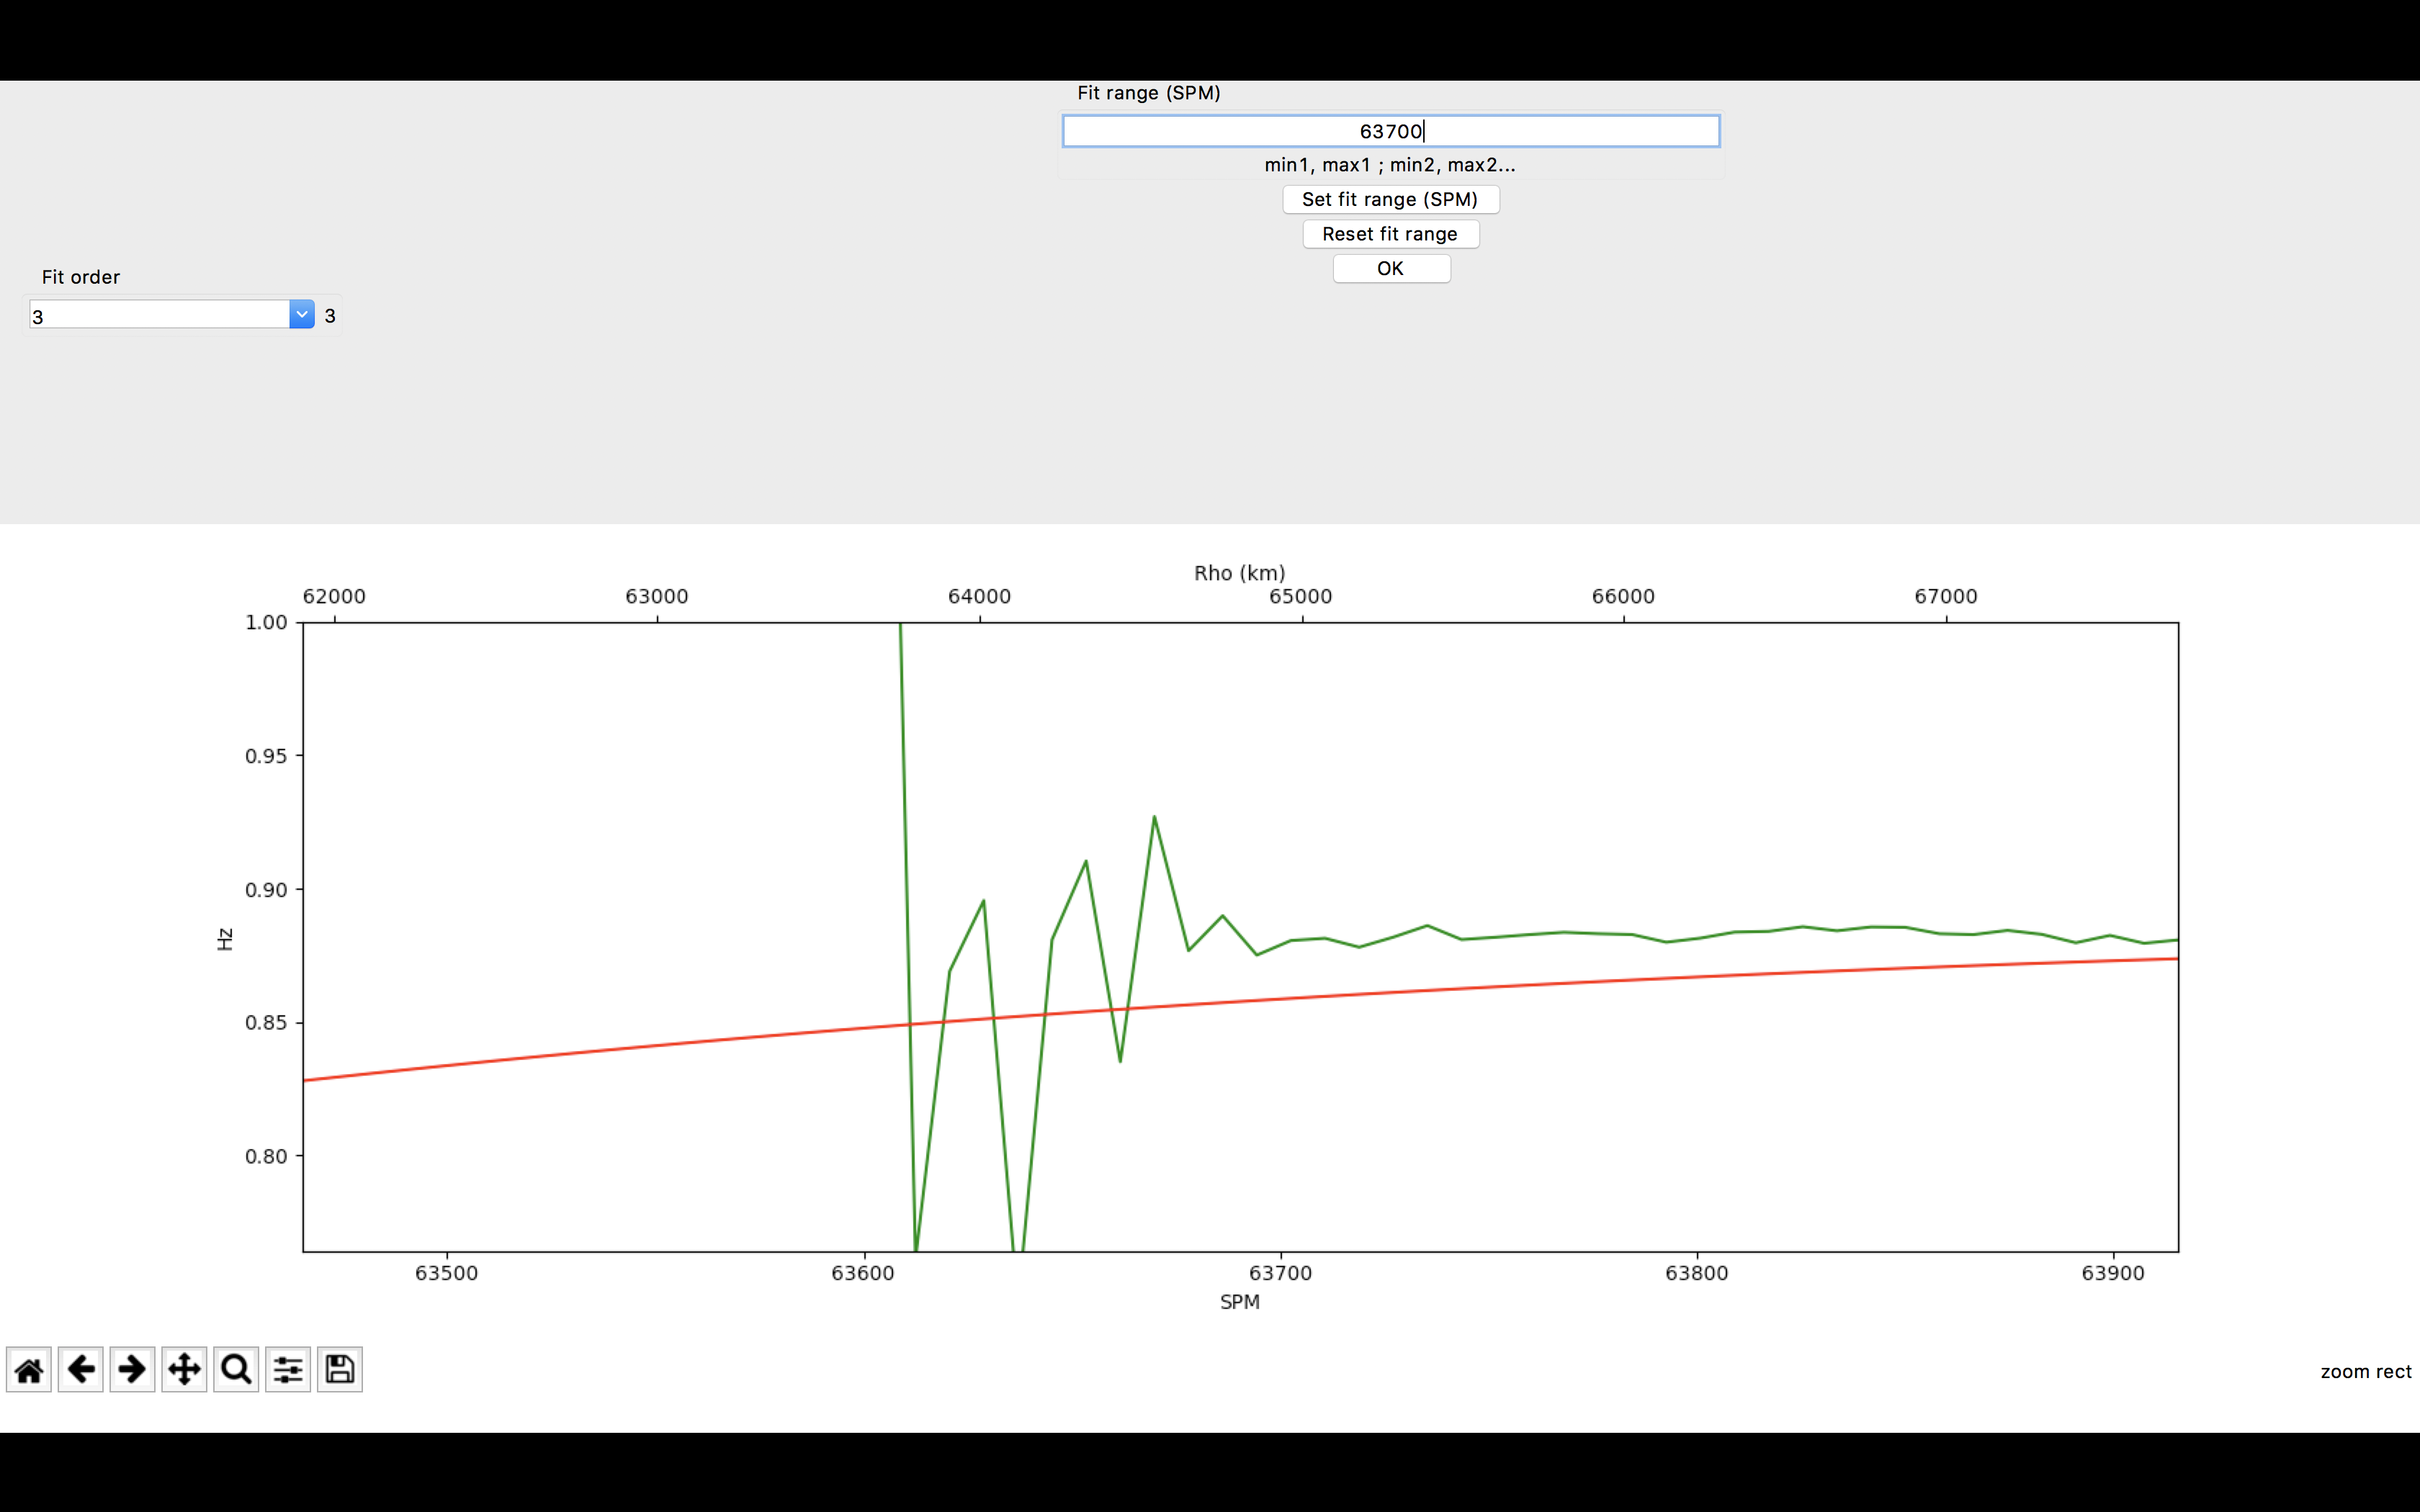 Fit range (SPM)
63700
min1, max1 ; min2, max2...
Set fit range (SPM)
Reset fit range
OK
Fit order
3 3
Rho (km)
62000 63000 64000 65000 66000 67000
1.00
0.95
0.90
0.85
0.80
Hz
63500 63600 63700 63800 63900
SPM
zoom rect